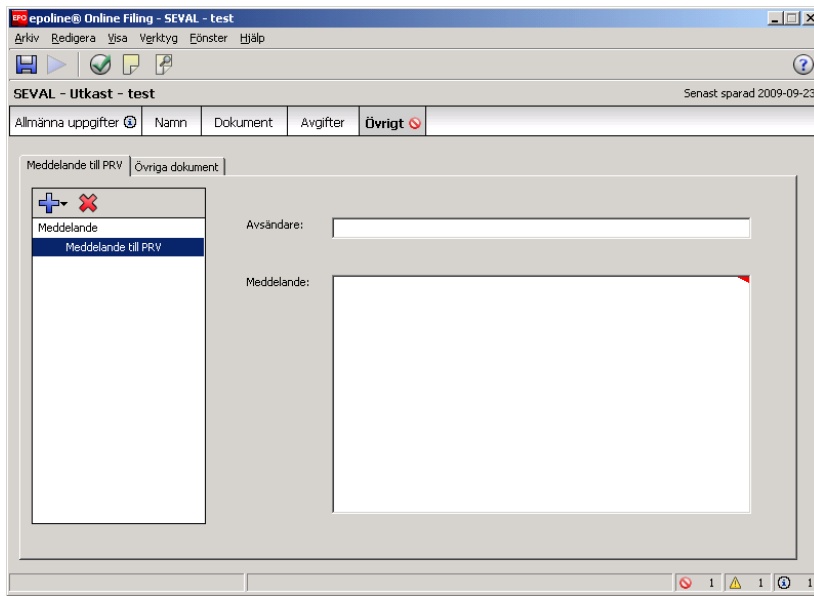 EPO epoline® Online Filing - SEVAL - test
Arkiv Redigera Visa Verktyg Fönster Hjälp
SEVAL - Utkast - test
Senast sparad 2009-09-23
Allmänna uppgifter Namn Dokument Avgifter Övrigt
Meddelande till PRV Övriga dokument
Meddelande
Meddelande till PRV
Avsändare:
Meddelande:
1 1 1